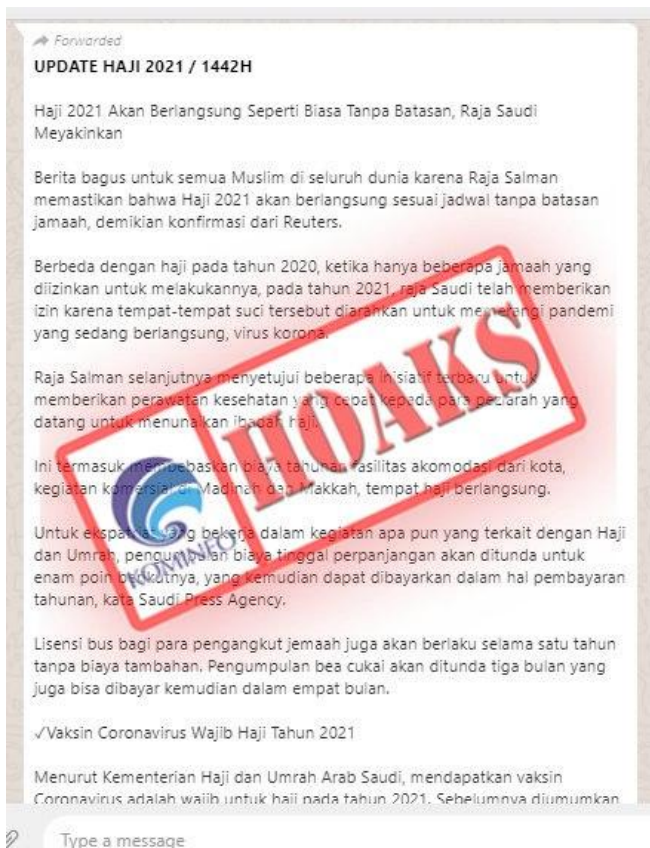 Forwarded
UPDATE HAJI 2021 / 1442H
Haji 2021 Akan Berlangsung Seperti Biasa Tanpa Batasan, Raja Saudi
Meyakinkan
Berita bagus untuk semua Muslim di seluruh dunia karena Raja Salman
memastikan bahwa Haji 2021 akan berlangsung sesuai jadwal tanpa batasan
jamaah, demikian konfirmasi dari Reuters.
Berbeda dengan haji pada tahun 2020, ketika hanya beberapa jamaah yang
diizinkan untuk melakukannya, pada tahun 2021, raja Saudi telah memberikan
izin karena tempat-tempat suci tersebut diarahkan untuk memerangi pandemi
yang sedang berlangsung, virus korona.
Raja Salman selanjutnya menyetujui beberapa inisiatif terbaru untuk
memberikan perawatan kesehatan yang cepat kepada para peziarah yang
datang untuk menunaikan ibadah haji.
Ini termasuk membebaskan biaya tahunan fasilitas akomodasi dari kota,
kegiatan komersial di Madinah dan Makkah, tempat haji berlangsung.
Untuk ekspatriat yang bekerja dalam kegiatan apa pun yang terkait dengan Haji
dan Umrah, pengumpulan biaya tinggal perpanjangan akan ditunda untuk
enam poin berikutnya, yang kemudian dapat dibayarkan dalam hal pembayaran
tahunan, kata Saudi Press Agency.
Lisensi bus bagi para pengangkut jemaah juga akan berlaku selama satu tahun
tanpa biaya tambahan. Pengumpulan bea cukai akan ditunda tiga bulan yang
juga bisa dibayar kemudian dalam empat bulan.
✓Vaksin Coronavirus Wajib Haji Tahun 2021
Menurut Kementerian Haji dan Umrah Arab Saudi, mendapatkan vaksin
Coronavirus adalah wajib untuk haji pada tahun 2021. Sebelumnya diumumkan
Type a message
KOMINFO
HOAKS